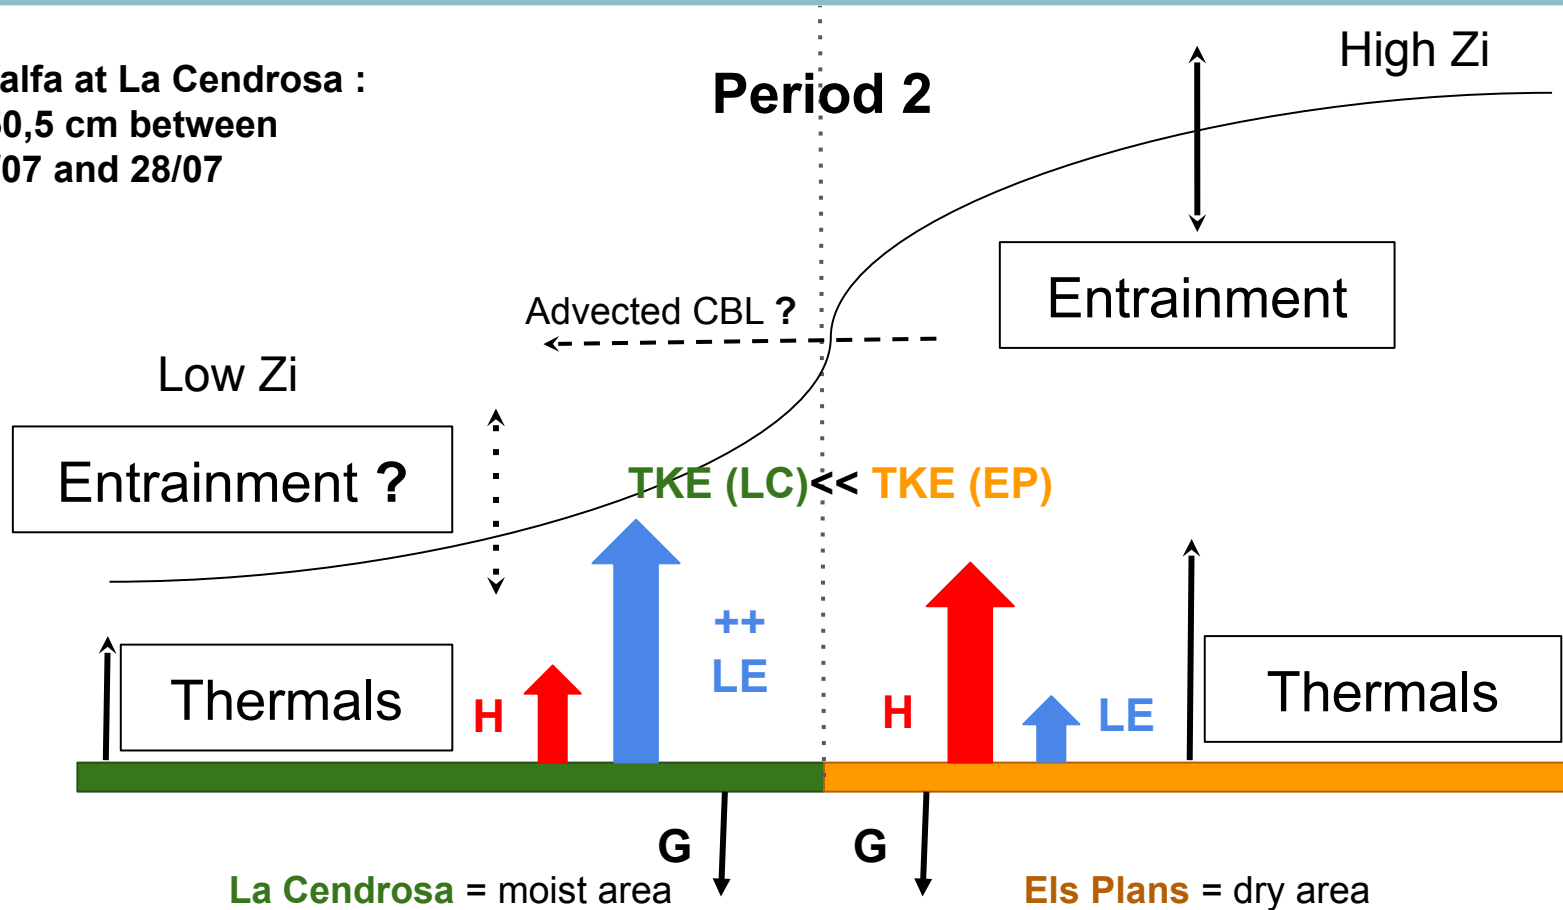 alfa at La Cendrosa :
0,5 cm between
/07 and 28/07
Period 2
High Zi
Entrainment
Advected CBL ?
Low Zi
Entrainment ?
TKE (LC)<< TKE (EP)
++
LE
Thermals
H
H
LE
Thermals
G
G
La Cendrosa = moist area
Els Plans = dry area